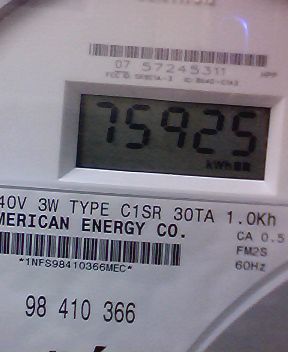 07 57245311
75925
kWh
40V 3W TYPE C1SR 30TA 1.0Kh
MERICAN ENERGY CO.
CA 0.5
FM2S
*1NFS98410366MEC*
60Hz
98 410 366